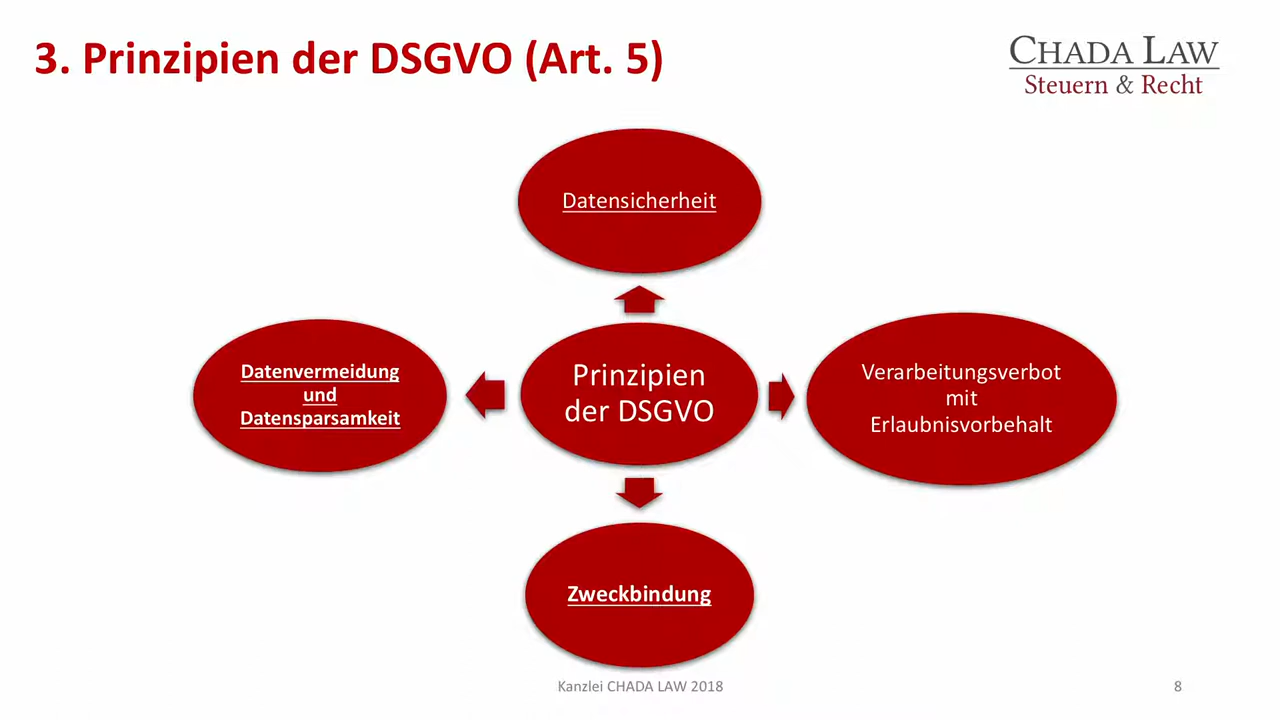 3. Prinzipien der DSGVO (Art. 5)
CHADA LAW
Steuern & Recht
Datensicherheit
Datenvermeidung
und
Datensparsamkeit
Prinzipien
der DSGVO
Verarbeitungsverbot
mit
Erlaubnisvorbehalt
Zweckbindung
Kanzlei CHADA LAW 2018
8